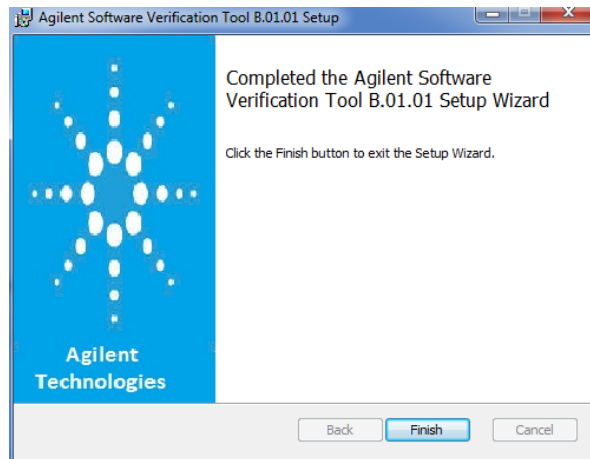 Agilent Software Verification Tool B.01.01 Setup
Completed the Agilent Software
Verification Tool B.01.01 Setup Wizard
Click the Finish button to exit the Setup Wizard.
Agilent
Technologies
Back
Finish
Cancel